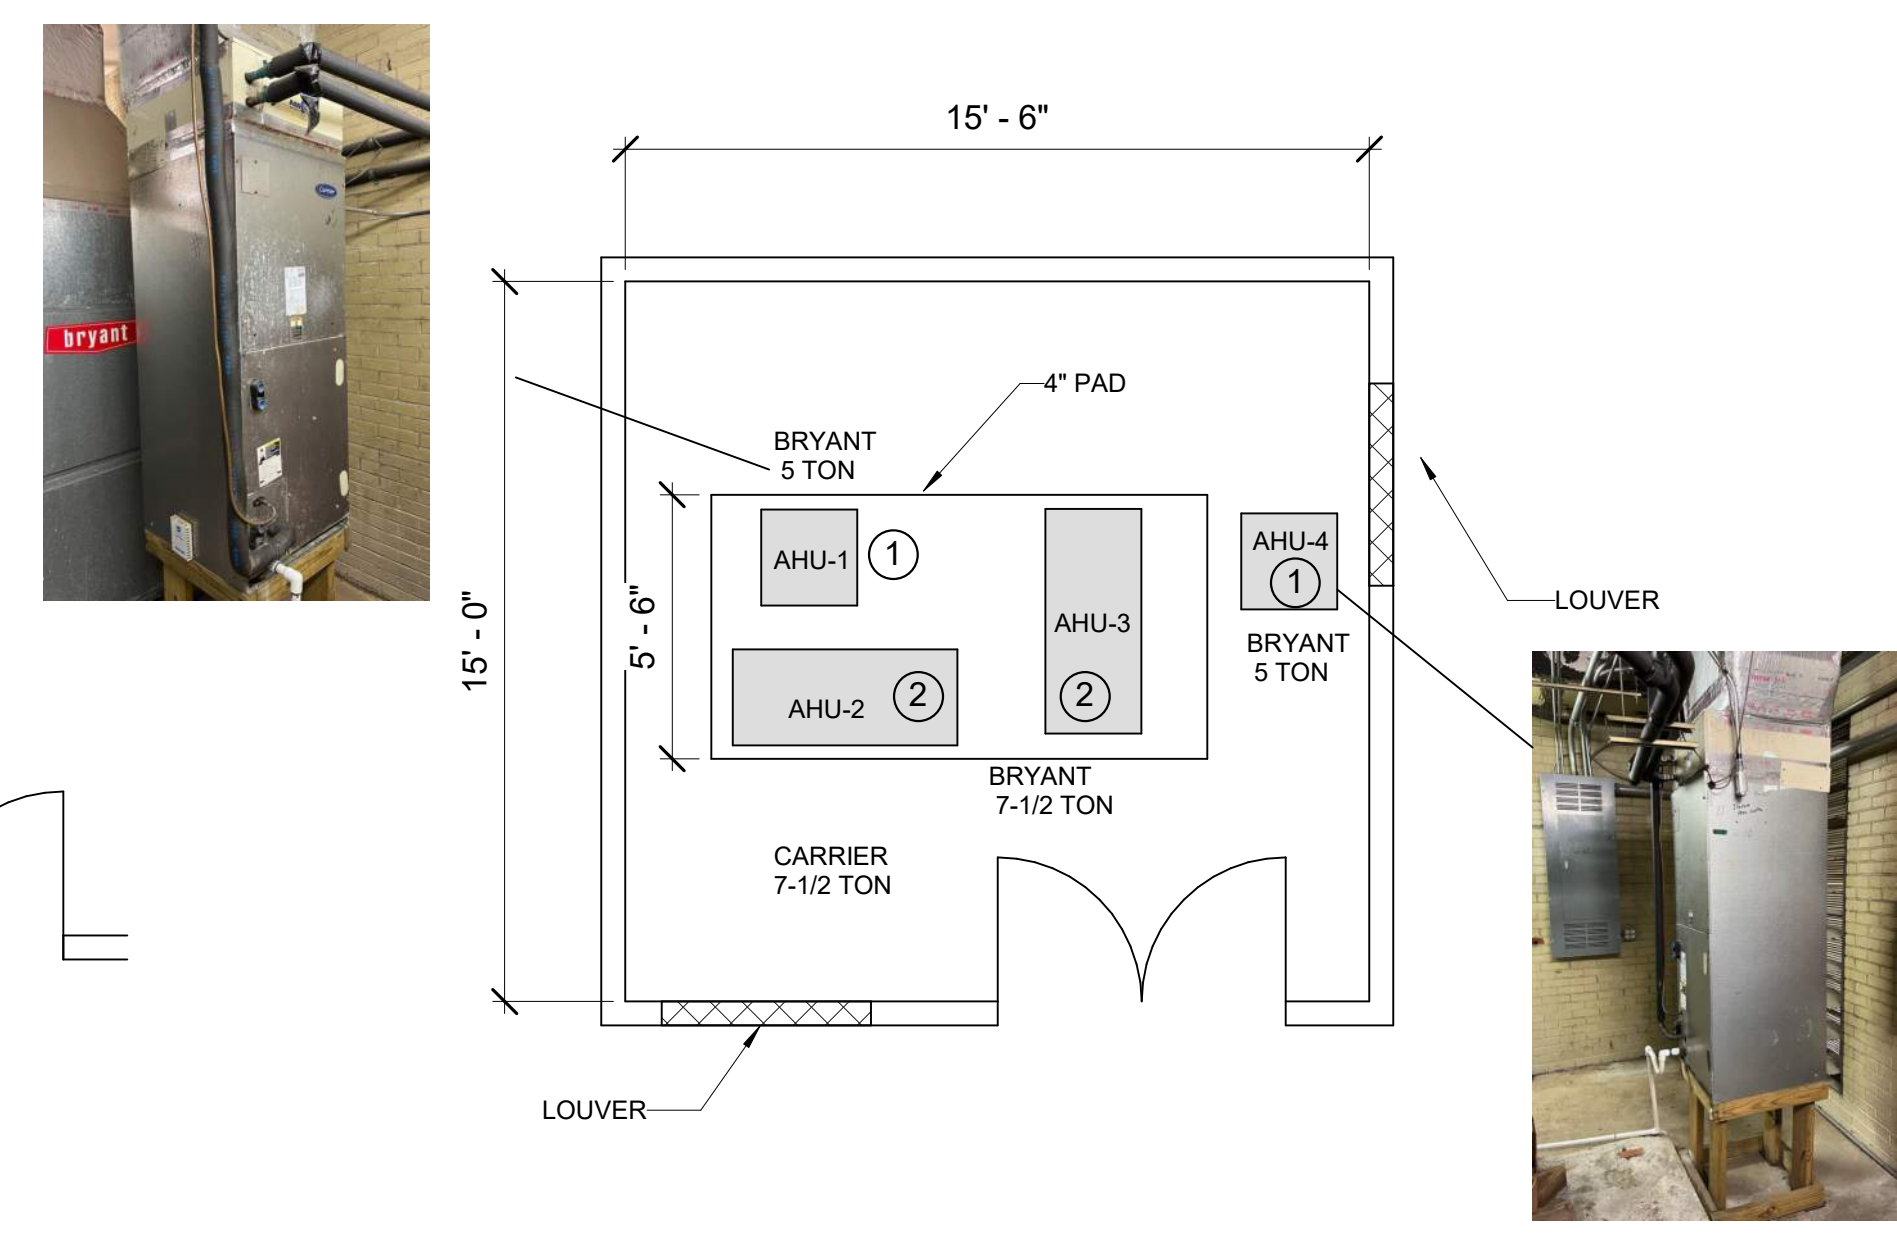 15' - 6"
bryant
Carrier
4" PAD
BRYANT
5 TON
AHU-1
1
AHU-4
1
15' - 0"
5' - 6"
LOUVER
AHU-3
BRYANT
5 TON
AHU-2
2
2
BRYANT
7-1/2 TON
CARRIER
7-1/2 TON
LOUVER